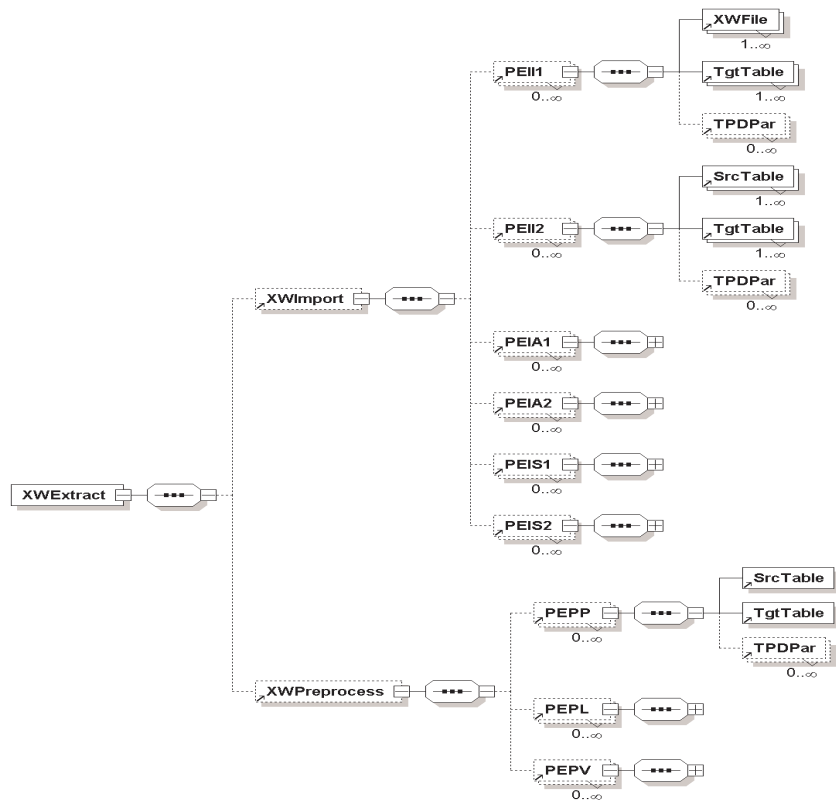 XWFile
1..∞
PEII1
0..∞
TgtTable
1..∞
TPDPar
0..∞
SrcTable
1..∞
PEII2
0..∞
TgtTable
1..∞
TPDPar
0..∞
XWImport
PEIA1
0..∞
PEIA2
0..∞
PEIS1
0..∞
XWExtract
PEIS2
0..∞
SrcTable
PEPP
0..∞
TgtTable
TPDPar
0..∞
XWPreprocess
PEPL
0..∞
PEPV
0..∞